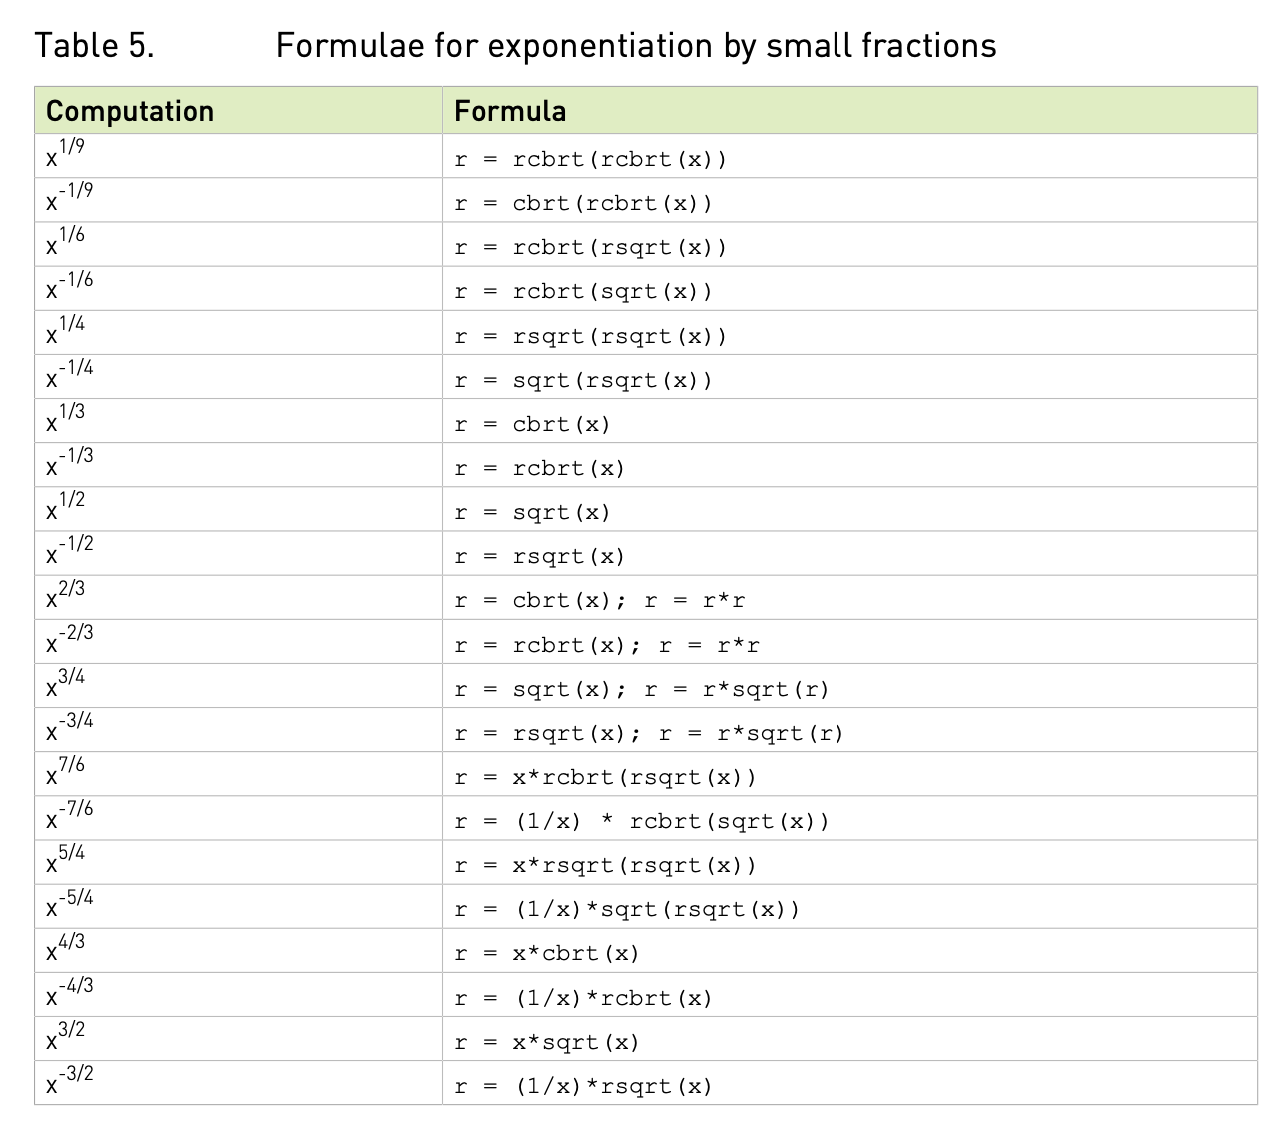 Table 5. Formulae for exponentiation by small fractions
Computation Formula
x^1/9 r = rcbrt(rcbrt(x))
x^-1/9 r = cbrt(rcbrt(x))
x^1/6 r = rcbrt(rsqrt(x))
x^-1/6 r = rcbrt(sqrt(x))
x^1/4 r = rsqrt(rsqrt(x))
x^-1/4 r = sqrt(rsqrt(x))
x^1/3 r = cbrt(x)
x^-1/3 r = rcbrt(x)
x^1/2 r = sqrt(x)
x^-1/2 r = rsqrt(x)
x^2/3 r = cbrt(x); r = r*r
x^-2/3 r = rcbrt(x); r = r*r
x^3/4 r = sqrt(x); r = r*sqrt(r)
x^-3/4 r = rsqrt(x); r = r*sqrt(r)
x^7/6 r = x*rcbrt(rsqrt(x))
x^-7/6 r = (1/x) * rcbrt(sqrt(x))
x^5/4 r = x*rsqrt(rsqrt(x))
x^-5/4 r = (1/x)*sqrt(rsqrt(x))
x^4/3 r = x*cbrt(x)
x^-4/3 r = (1/x)*rcbrt(x)
x^3/2 r = x*sqrt(x)
x^-3/2 r = (1/x)*rsqrt(x)